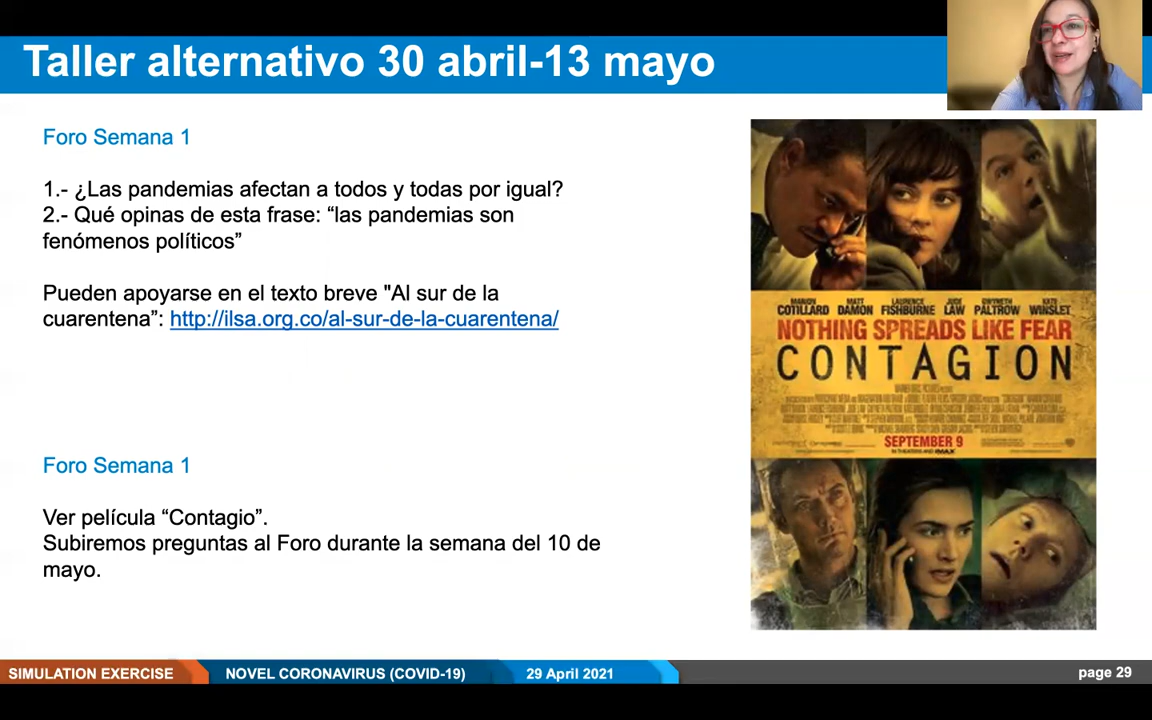 Taller alternativo 30 abril-13 mayo
Foro Semana 1
1.- ¿Las pandemias afectan a todos y todas por igual?
2.- Qué opinas de esta frase: “las pandemias son
fenómenos políticos”
Pueden apoyarse en el texto breve "Al sur de la
cuarentena”: http://ilsa.org.co/al-sur-de-la-cuarentena/
Foro Semana 1
Ver película “Contagio”.
Subiremos preguntas al Foro durante la semana del 10 de
mayo.
MARION COTILLARD MATT DAMON LAURENCE FISHBURNE JUDE LAW GWYNETH PALTROW KATE WINSLET
NOTHING SPREADS LIKE FEAR
CONTAGION
SEPTEMBER 9
IN THEATERS AND IMAX
SIMULATION EXERCISE
NOVEL CORONAVIRUS (COVID-19)
29 April 2021
page 29